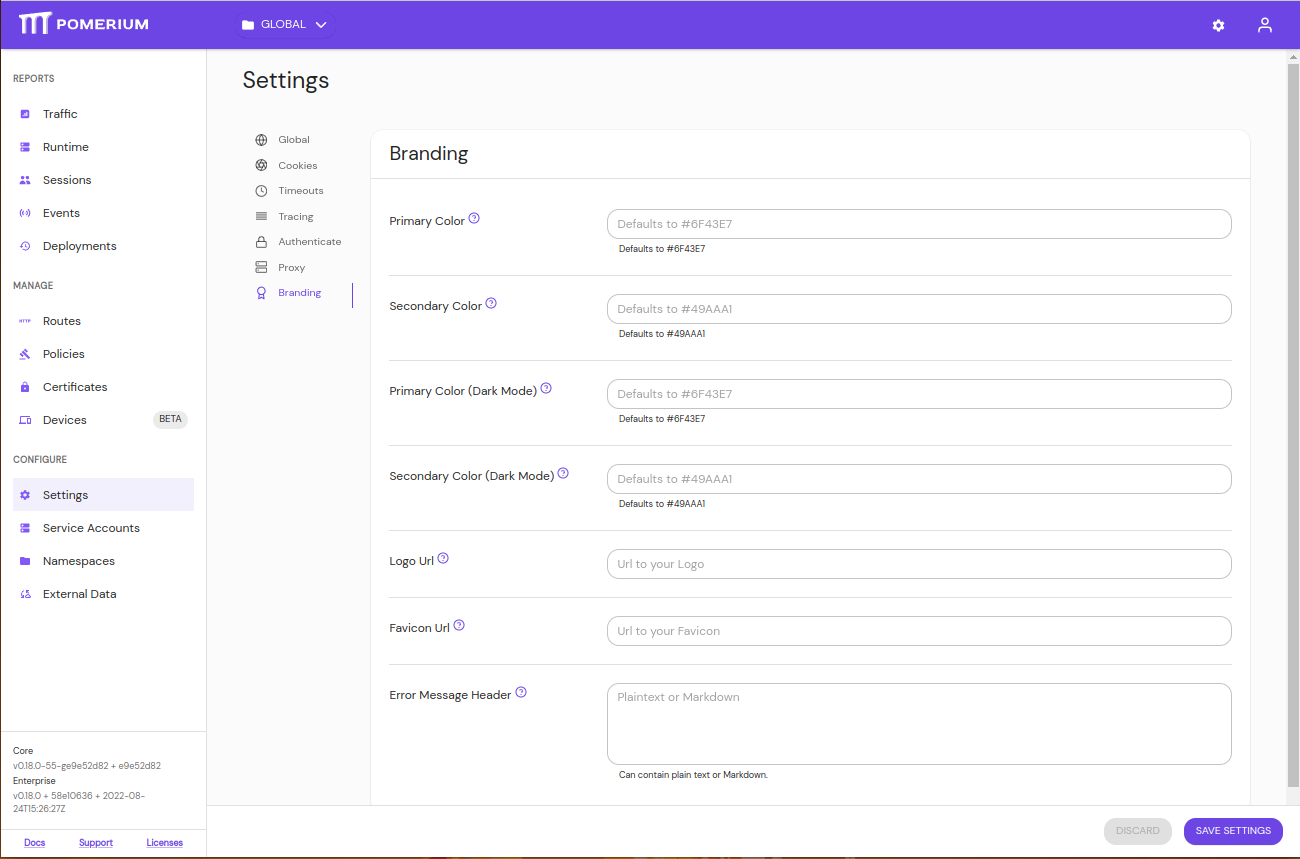 POMERIUM
GLOBAL
REPORTS
Traffic
Runtime
Sessions
Events
Deployments
MANAGE
HTTP Routes
Policies
Certificates
Devices BETA
CONFIGURE
Settings
Service Accounts
Namespaces
External Data
Core
v0.18.0-55-ge9e52d82 + e9e52d82
Enterprise
v0.18.0 + 58e10636 + 2022-08-
24T15:26:27Z
Docs Support Licenses
Settings
Global
Cookies
Timeouts
Tracing
Authenticate
Proxy
Branding
Branding
Primary Color ? Defaults to #6F43E7
Defaults to #6F43E7
Secondary Color ? Defaults to #49AAA1
Defaults to #49AAA1
Primary Color (Dark Mode) ? Defaults to #6F43E7
Defaults to #6F43E7
Secondary Color (Dark Mode) ? Defaults to #49AAA1
Defaults to #49AAA1
Logo Url ? Url to your Logo
Favicon Url ? Url to your Favicon
Error Message Header ? Plaintext or Markdown
Can contain plain text or Markdown.
DISCARD SAVE SETTINGS